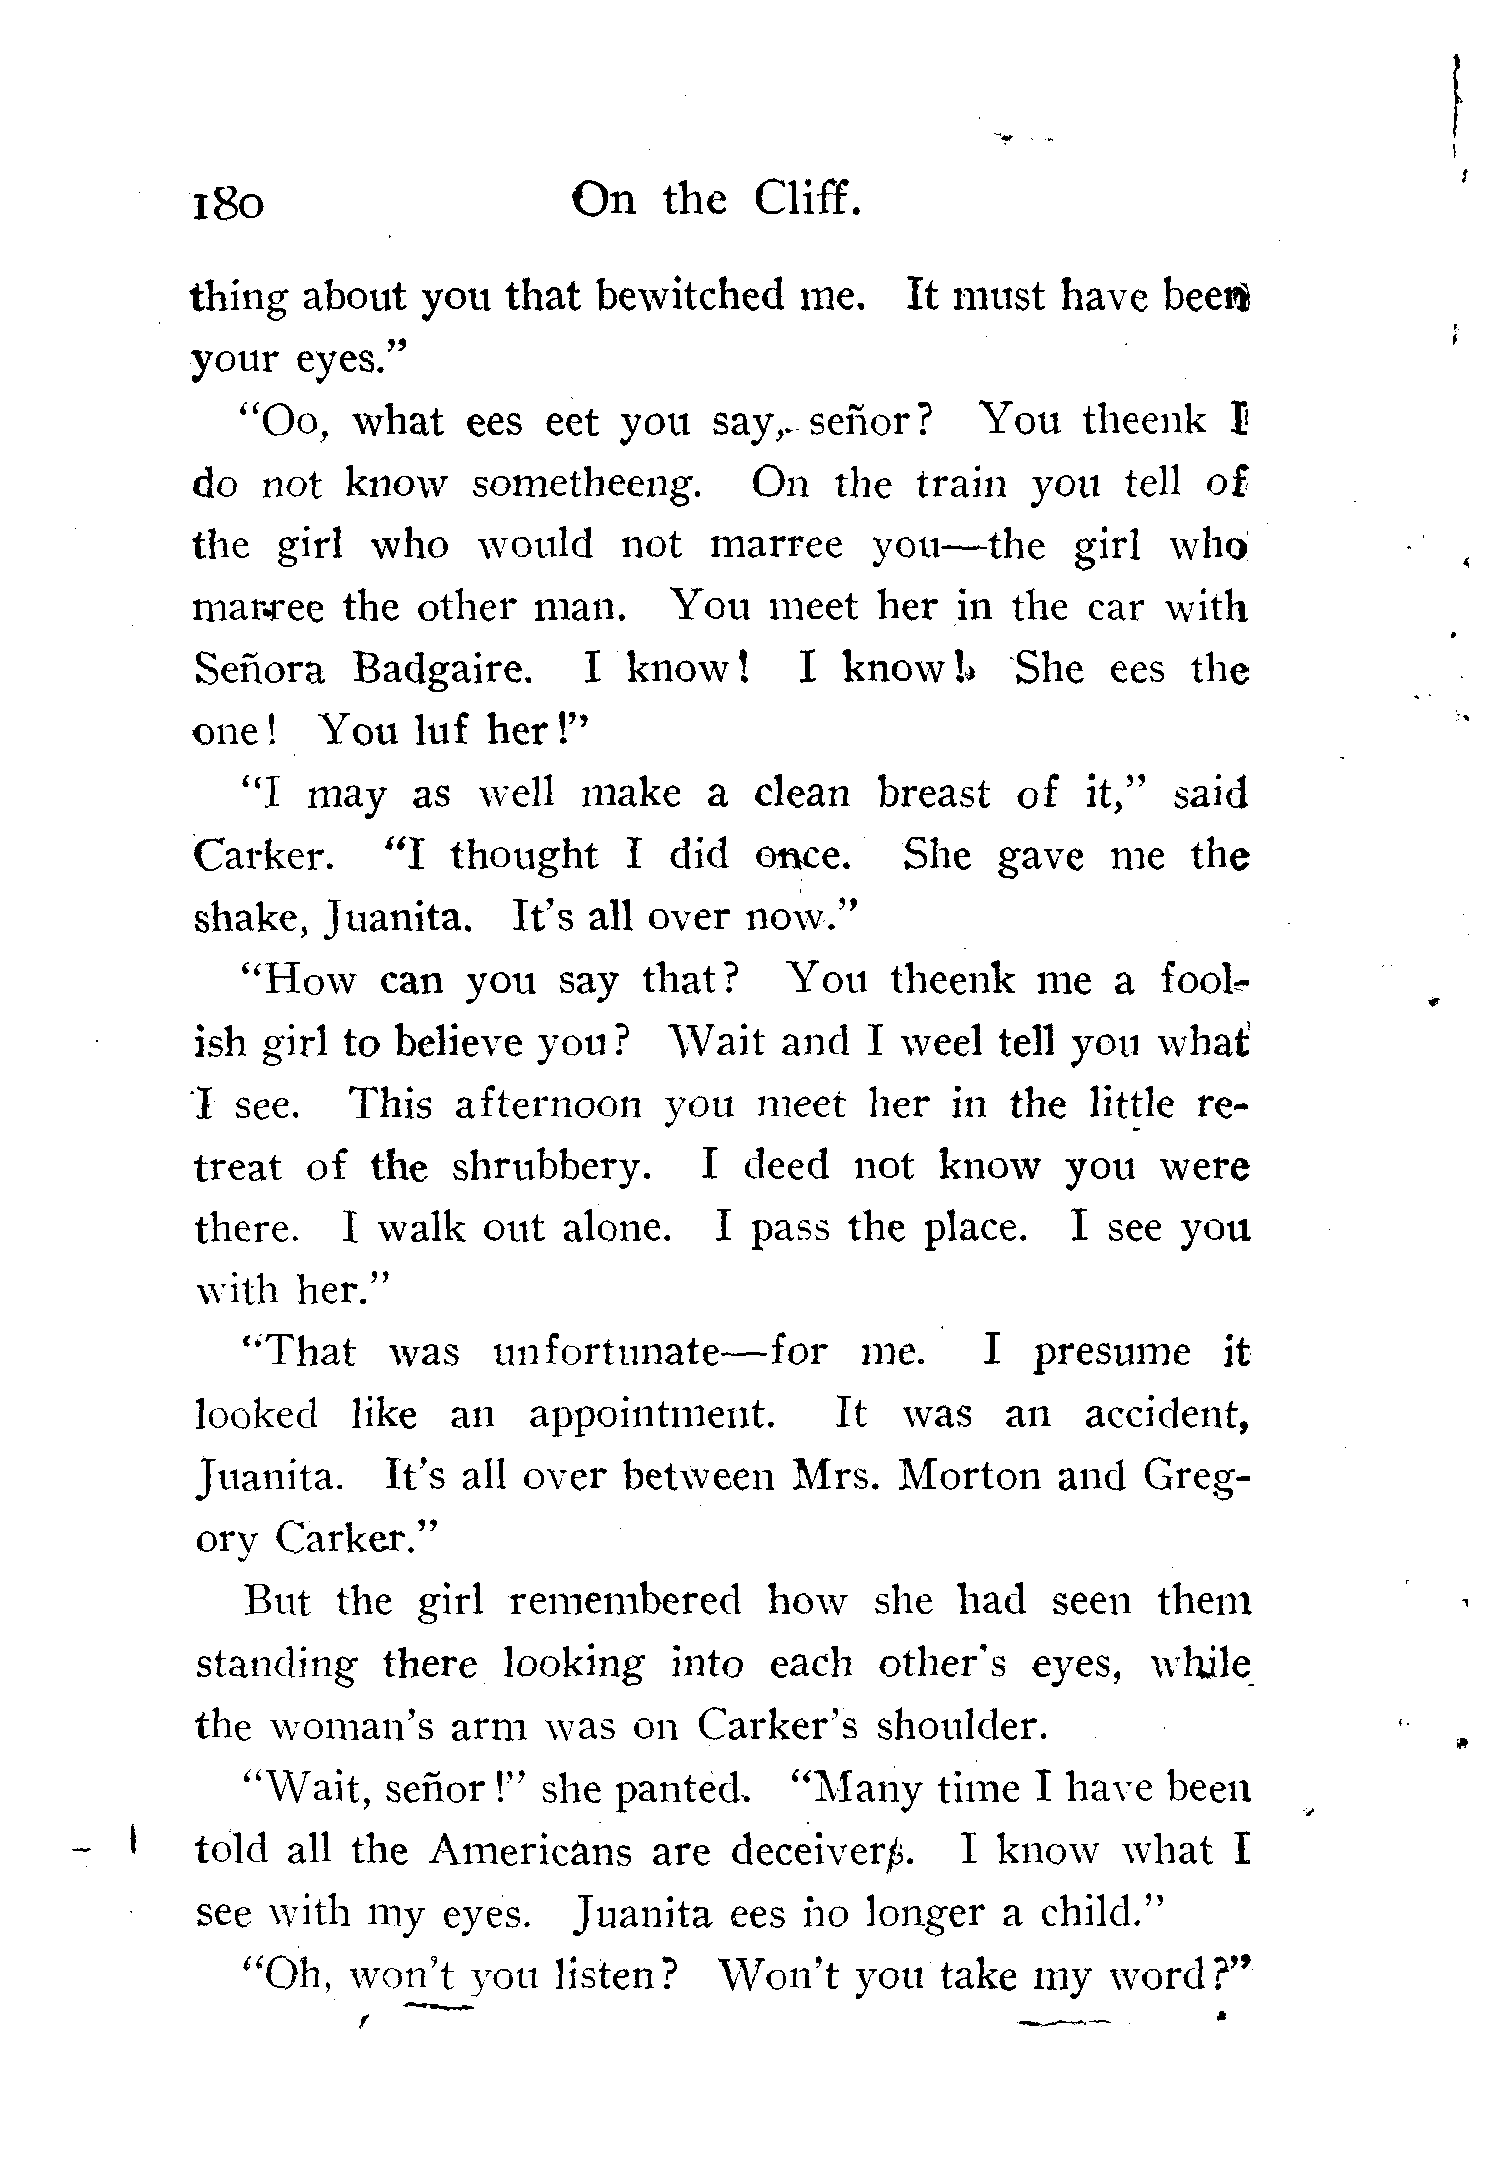 180 On the Cliff.
thing about you that bewitched me. It must have been
your eyes."
"Oo, what ees eet you say, señor? You theenk I
do not know sometheeng. On the train you tell of
the girl who would not marree you—the girl who
marree the other man. You meet her in the car with
Señora Badgaire. I know! I know! She ees the
one! You luf her!"
"I may as well make a clean breast of it," said
Carker. "I thought I did once. She gave me the
shake, Juanita. It's all over now."
"How can you say that? You theenk me a fool-
ish girl to believe you? Wait and I weel tell you what
I see. This afternoon you meet her in the little re-
treat of the shrubbery. I deed not know you were
there. I walk out alone. I pass the place. I see you
with her."
"That was unfortunate—for me. I presume it
looked like an appointment. It was an accident,
Juanita. It's all over between Mrs. Morton and Greg-
ory Carker."
But the girl remembered how she had seen them
standing there looking into each other's eyes, while
the woman's arm was on Carker's shoulder.
"Wait, señor!" she panted. "Many time I have been
told all the Americans are deceivers. I know what I
see with my eyes. Juanita ees no longer a child."
"Oh, won't you listen? Won't you take my word?"